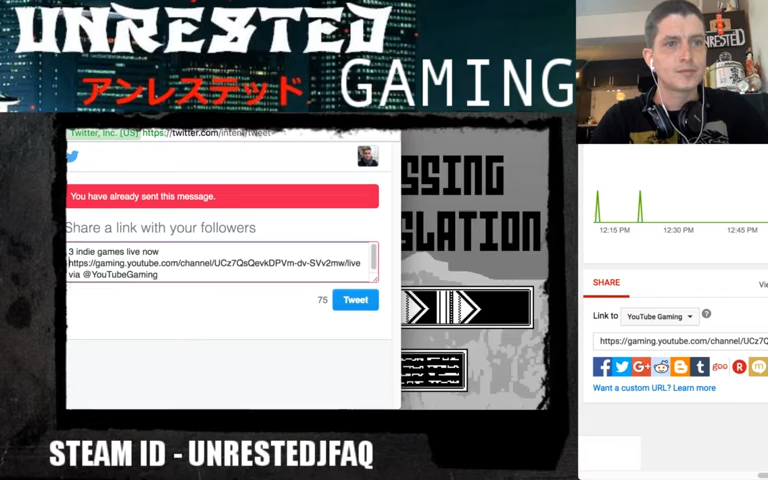 UNRESTED
アンレステッド
GAMING
UNRESTED
Twitter, Inc. [US] https://twitter.com/intent/tweet
You have already sent this message.
Share a link with your followers
3 indie games live now
https://gaming.youtube.com/channel/UCz7QsQevkDPVm-dv-SVv2mw/live
via @YouTubeGaming
75 Tweet
SSING
SLATION
12:15 PM 12:30 PM 12:45 PM
SHARE
Vie
Link to YouTube Gaming ?
https://gaming.youtube.com/channel/UCz7Q
goo
Want a custom URL? Learn more
STEAM ID - UNRESTEDJFAQ